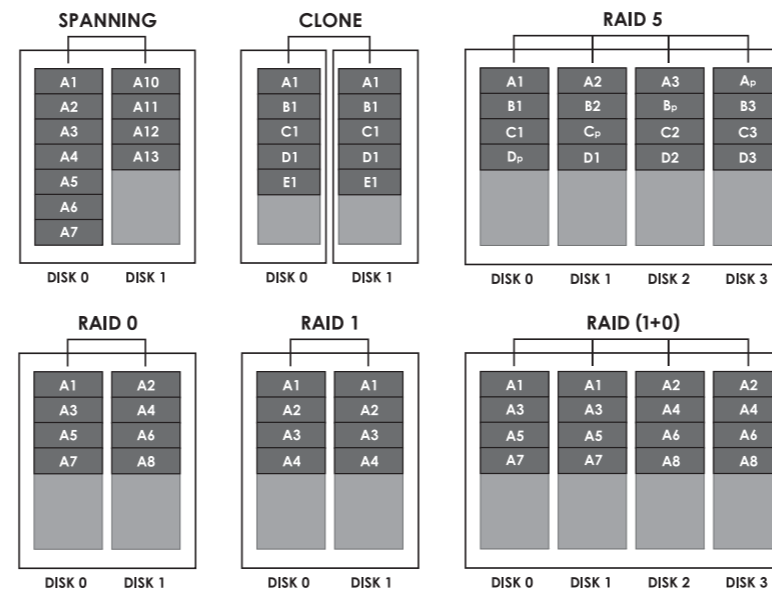 SPANNING
A1 A10
A2 A11
A3 A12
A4 A13
A5
A6
A7
DISK 0 DISK 1
CLONE
A1 A1
B1 B1
C1 C1
D1 D1
E1 E1
DISK 0 DISK 1
RAID 5
A1 A2 A3 Ap
B1 B2 Bp B3
C1 Cp C2 C3
Dp D1 D2 D3
DISK 0 DISK 1 DISK 2 DISK 3
RAID 0
A1 A2
A3 A4
A5 A6
A7 A8
DISK 0 DISK 1
RAID 1
A1 A1
A2 A2
A3 A3
A4 A4
DISK 0 DISK 1
RAID (1+0)
A1 A1 A2 A2
A3 A3 A4 A4
A5 A5 A6 A6
A7 A7 A8 A8
DISK 0 DISK 1 DISK 2 DISK 3